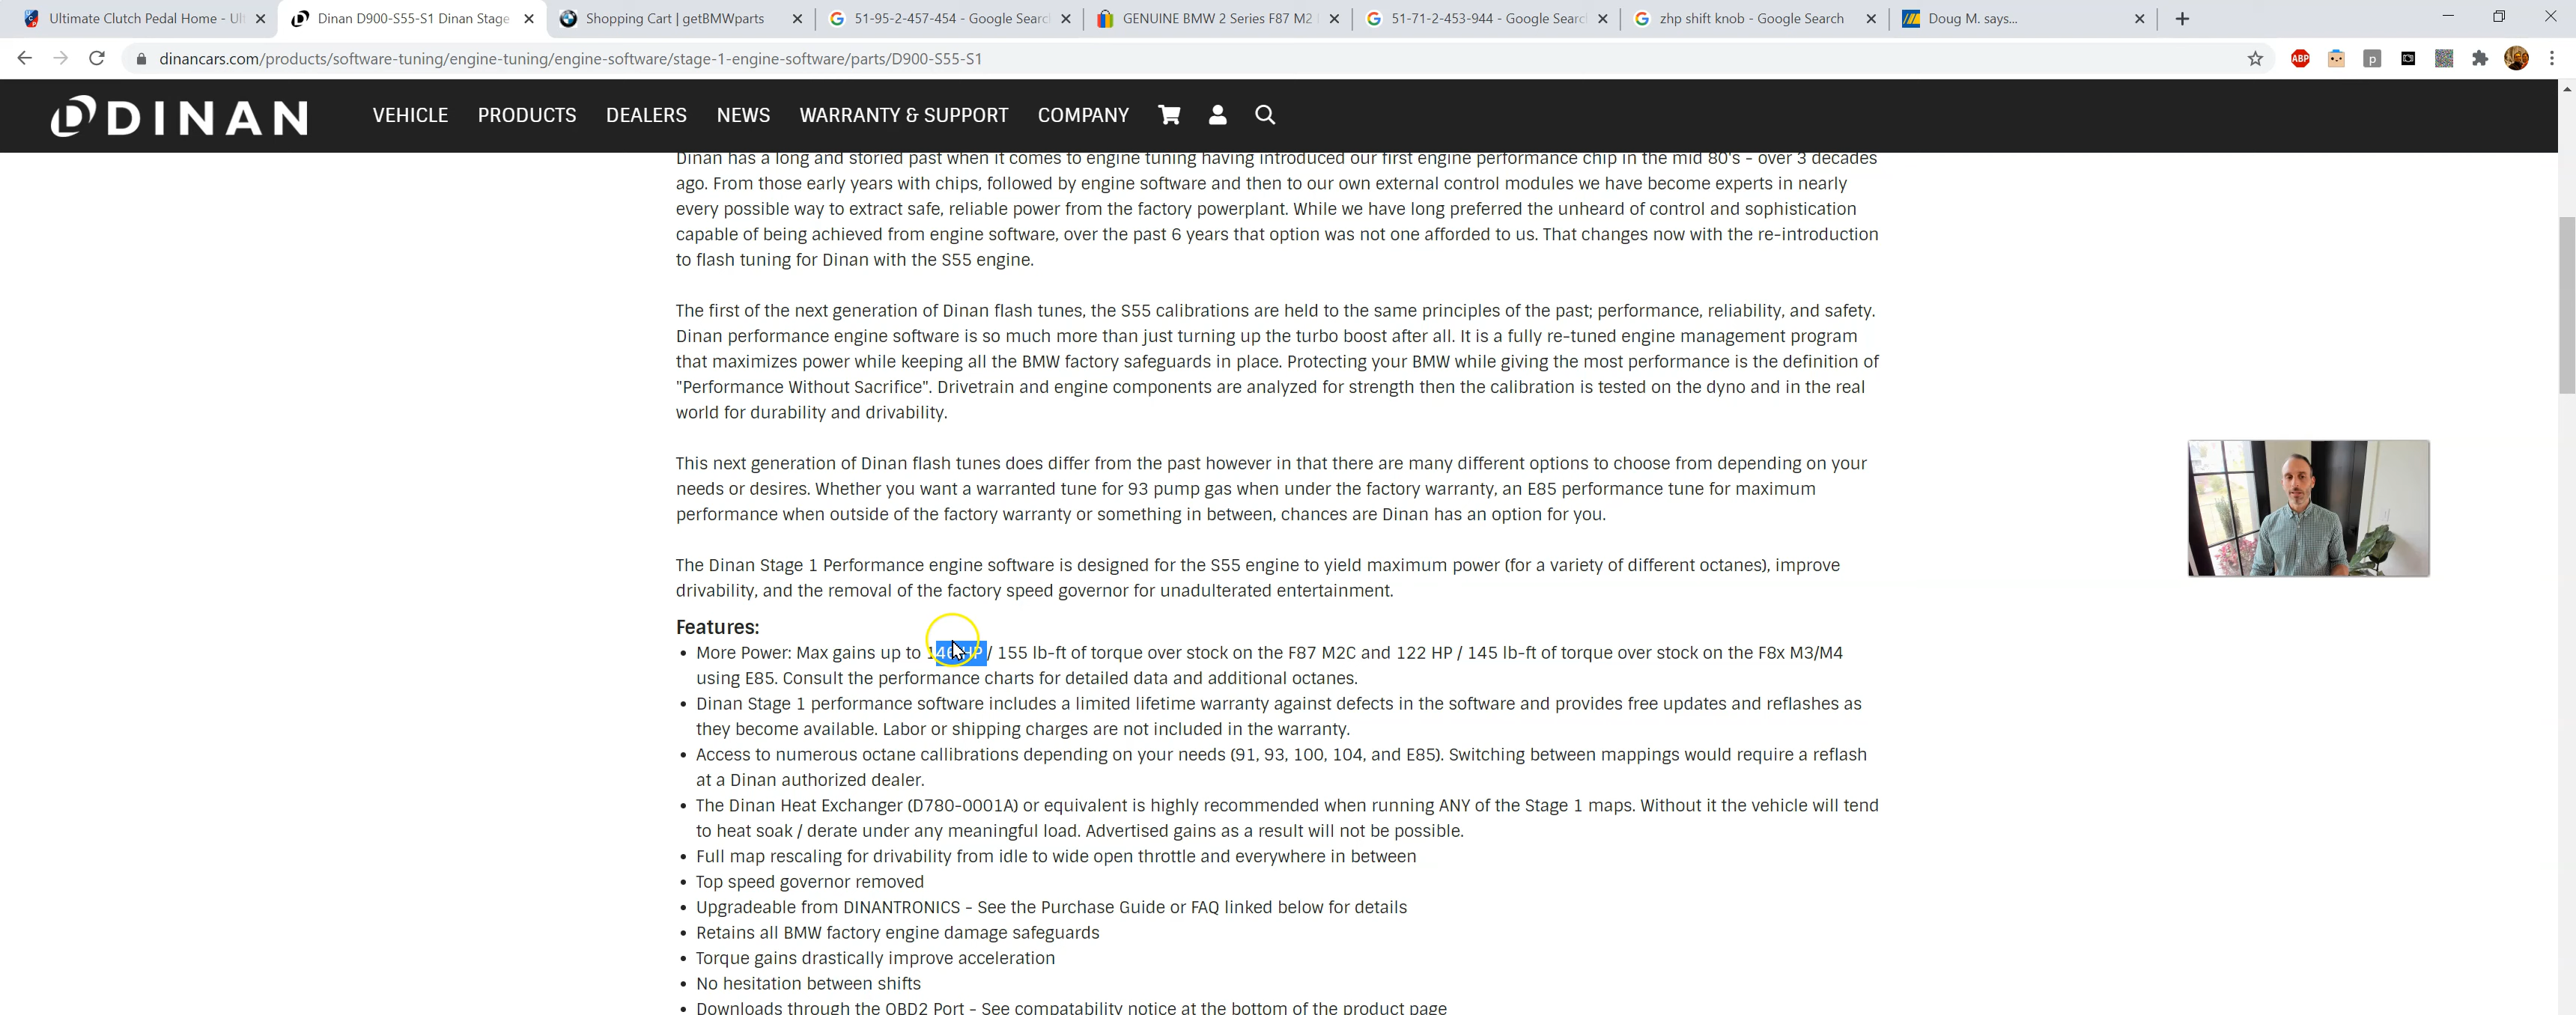 Ultimate Clutch Pedal Home - Ult
Dinan D900-S55-S1 Dinan Stage
Shopping Cart | getBMWparts
51-95-2-457-454 - Google Searc
GENUINE BMW 2 Series F87 M2
51-71-2-453-944 - Google Searc
zhp shift knob - Google Search
Doug M. says...
dinancars.com/products/software-tuning/engine-tuning/engine-software/stage-1-engine-software/parts/D900-S55-S1
ABP
DINAN
VEHICLE PRODUCTS DEALERS NEWS WARRANTY & SUPPORT COMPANY
Dinan has a long and storied past when it comes to engine tuning having introduced our first engine performance chip in the mid 80's - over 3 decades
ago. From those early years with chips, followed by engine software and then to our own external control modules we have become experts in nearly
every possible way to extract safe, reliable power from the factory powerplant. While we have long preferred the unheard of control and sophistication
capable of being achieved from engine software, over the past 6 years that option was not one afforded to us. That changes now with the re-introduction
to flash tuning for Dinan with the S55 engine.
The first of the next generation of Dinan flash tunes, the S55 calibrations are held to the same principles of the past; performance, reliability, and safety.
Dinan performance engine software is so much more than just turning up the turbo boost after all. It is a fully re-tuned engine management program
that maximizes power while keeping all the BMW factory safeguards in place. Protecting your BMW while giving the most performance is the definition of
"Performance Without Sacrifice". Drivetrain and engine components are analyzed for strength then the calibration is tested on the dyno and in the real
world for durability and drivability.
This next generation of Dinan flash tunes does differ from the past however in that there are many different options to choose from depending on your
needs or desires. Whether you want a warranted tune for 93 pump gas when under the factory warranty, an E85 performance tune for maximum
performance when outside of the factory warranty or something in between, chances are Dinan has an option for you.
The Dinan Stage 1 Performance engine software is designed for the S55 engine to yield maximum power (for a variety of different octanes), improve
drivability, and the removal of the factory speed governor for unadulterated entertainment.
Features:
• More Power: Max gains up to 146 HP / 155 lb-ft of torque over stock on the F87 M2C and 122 HP / 145 lb-ft of torque over stock on the F8x M3/M4
using E85. Consult the performance charts for detailed data and additional octanes.
• Dinan Stage 1 performance software includes a limited lifetime warranty against defects in the software and provides free updates and reflashes as
they become available. Labor or shipping charges are not included in the warranty.
• Access to numerous octane callibrations depending on your needs (91, 93, 100, 104, and E85). Switching between mappings would require a reflash
at a Dinan authorized dealer.
• The Dinan Heat Exchanger (D780-0001A) or equivalent is highly recommended when running ANY of the Stage 1 maps. Without it the vehicle will tend
to heat soak / derate under any meaningful load. Advertised gains as a result will not be possible.
• Full map rescaling for drivability from idle to wide open throttle and everywhere in between
• Top speed governor removed
• Upgradeable from DINANTRONICS - See the Purchase Guide or FAQ linked below for details
• Retains all BMW factory engine damage safeguards
• Torque gains drastically improve acceleration
• No hesitation between shifts
• Downloads through the OBD2 Port - See compatability notice at the bottom of the product page